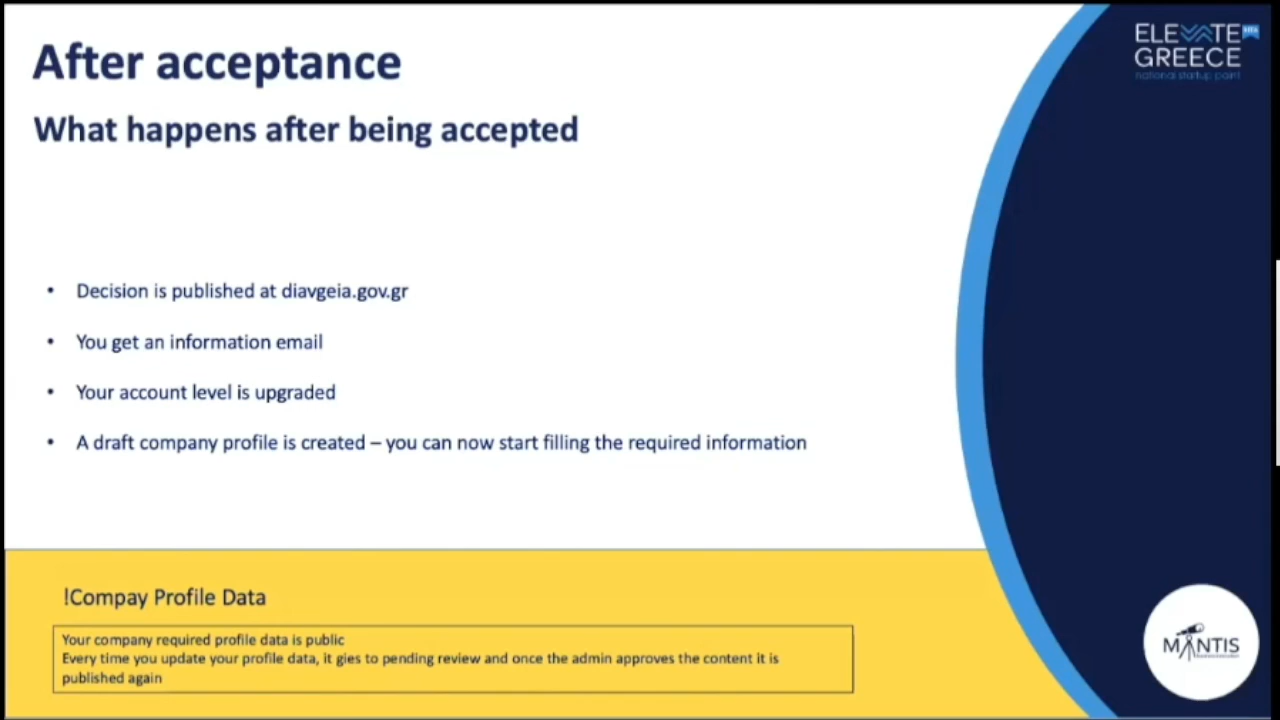 After acceptance
What happens after being accepted
• Decision is published at diavgeia.gov.gr
• You get an information email
• Your account level is upgraded
• A draft company profile is created – you can now start filling the required information
!Compay Profile Data
Your company required profile data is public
Every time you update your profile data, it gies to pending review and once the admin approves the content it is
published again
ELEVATE
GREECE
national startup point
MANTIS